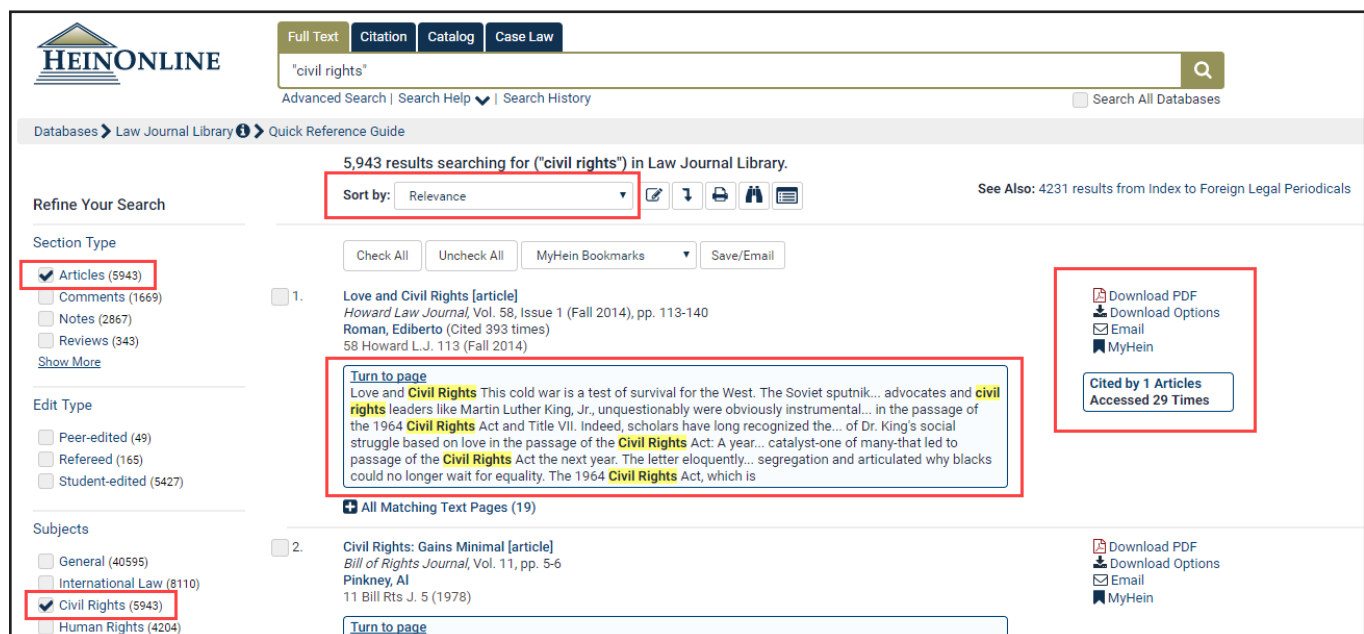 HEINONLINE
Full Text Citation Catalog Case Law
"civil rights"
Advanced Search | Search Help | Search History
Search All Databases
Databases Law Journal Library Quick Reference Guide
5,943 results searching for ("civil rights") in Law Journal Library.
Sort by: Relevance
See Also: 4231 results from Index to Foreign Legal Periodicals
Refine Your Search
Section Type
Articles (5943)
Comments (1669)
Notes (2867)
Reviews (343)
Show More
Edit Type
Peer-edited (49)
Refereed (165)
Student-edited (5427)
Subjects
General (40595)
International Law (8110)
Civil Rights (5943)
Human Rights (4204)
Check All Uncheck All MyHein Bookmarks Save/Email
1. Love and Civil Rights [article]
Howard Law Journal, Vol. 58, Issue 1 (Fall 2014), pp. 113-140
Roman, Ediberto (Cited 393 times)
58 Howard L.J. 113 (Fall 2014)
Turn to page
Love and Civil Rights This cold war is a test of survival for the West. The Soviet sputnik... advocates and civil
rights leaders like Martin Luther King, Jr., unquestionably were obviously instrumental... in the passage of
the 1964 Civil Rights Act and Title VII. Indeed, scholars have long recognized the... of Dr. King's social
struggle based on love in the passage of the Civil Rights Act: A year... catalyst-one of many-that led to
passage of the Civil Rights Act the next year. The letter eloquently... segregation and articulated why blacks
could no longer wait for equality. The 1964 Civil Rights Act, which is
All Matching Text Pages (19)
Download PDF
Download Options
Email
MyHein
Cited by 1 Articles
Accessed 29 Times
2. Civil Rights: Gains Minimal [article]
Bill of Rights Journal, Vol. 11, pp. 5-6
Pinkney, Al
11 Bill Rts J. 5 (1978)
Turn to page
Download PDF
Download Options
Email
MyHein